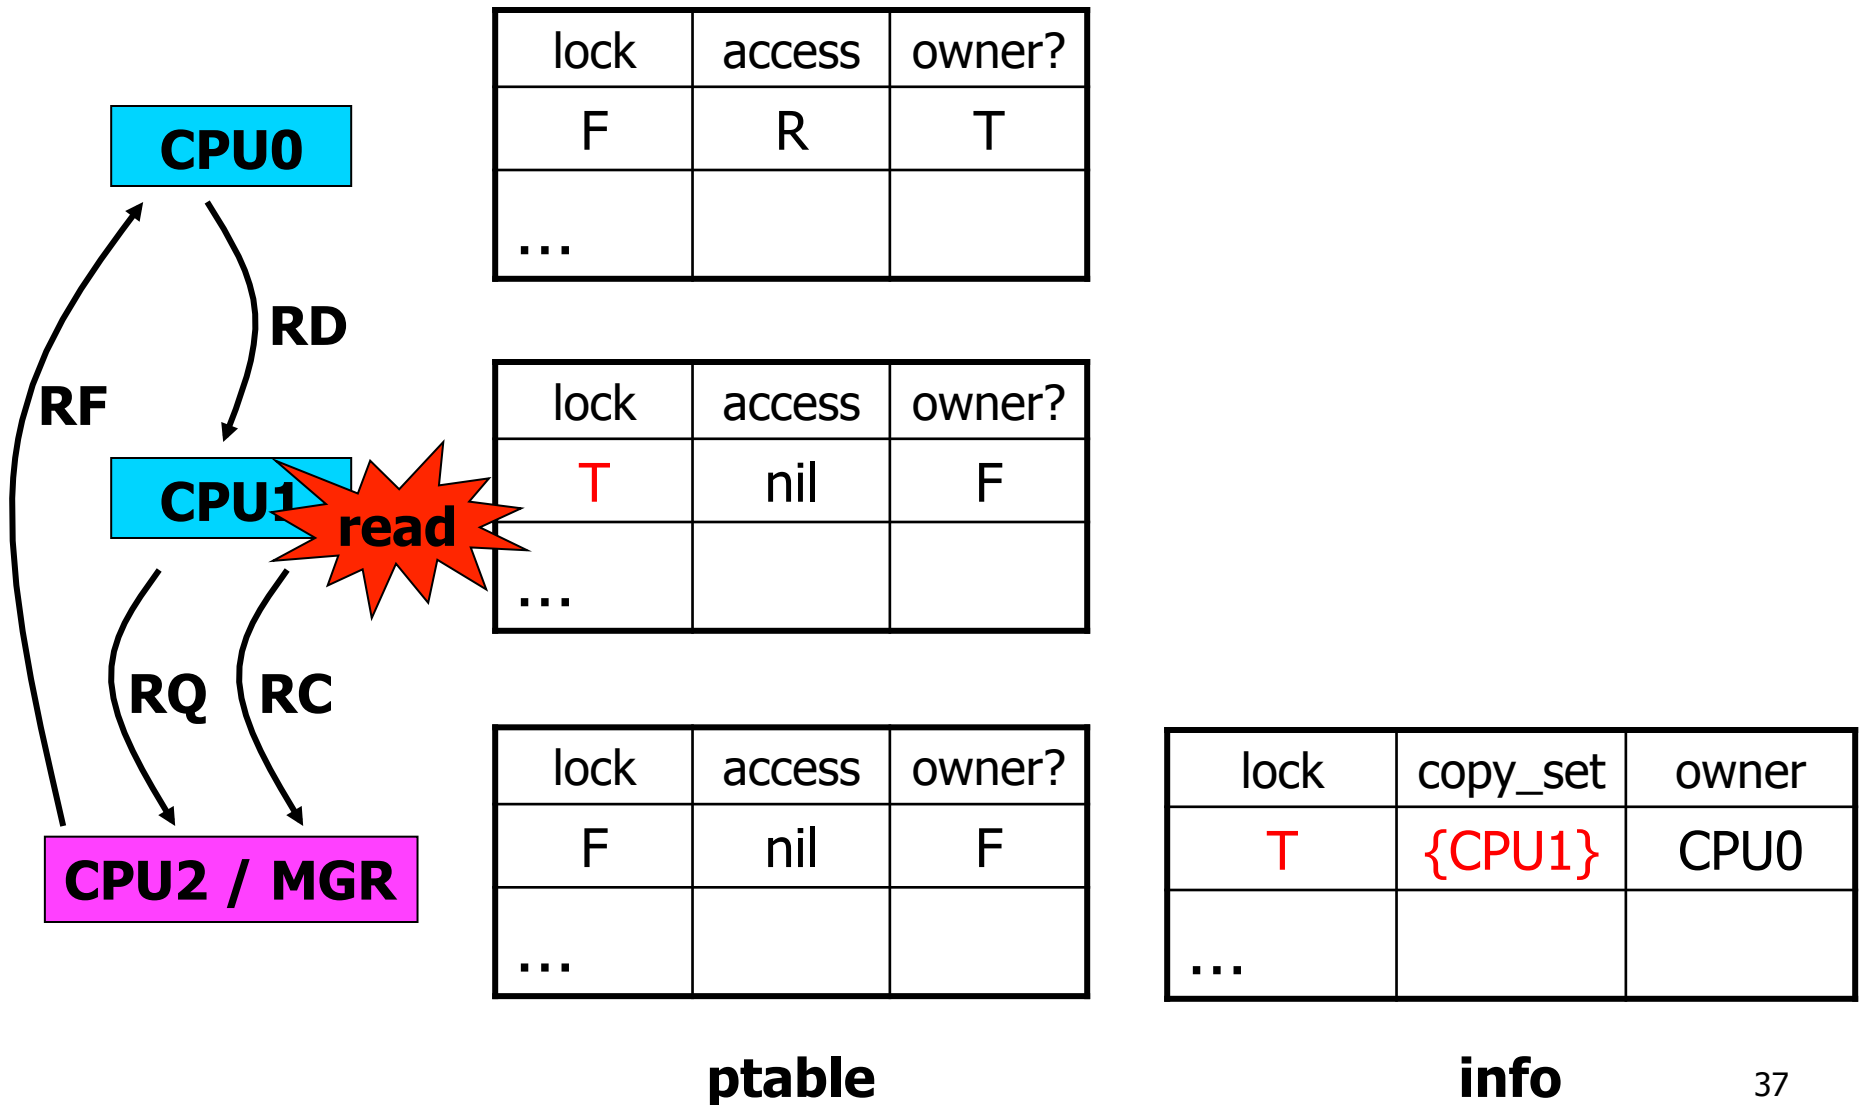 lock access owner?
F R T
...
CPU0
RD
RF
lock access owner?
T nil F
...
CPU1
read
RQ RC
lock access owner?
F nil F
...
CPU2 / MGR
lock copy_set owner
T {CPU1} CPU0
...
ptable
info
37